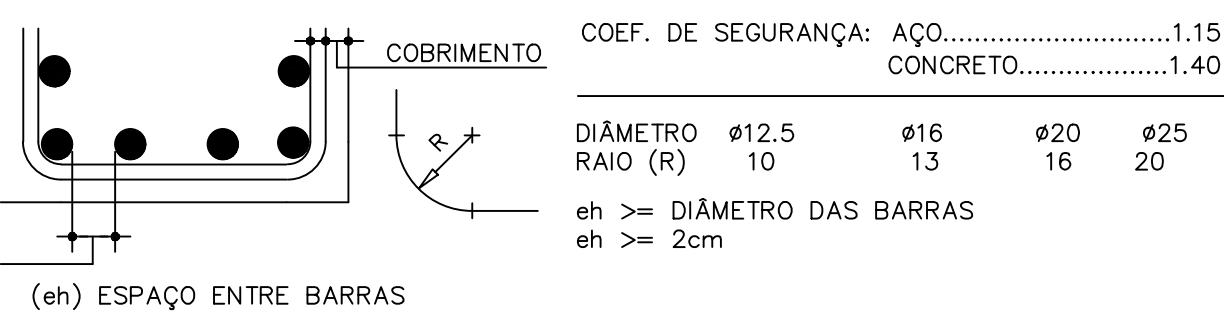 COBRIMENTO
R
(eh) ESPAÇO ENTRE BARRAS
COEF. DE SEGURANÇA: AÇO.............................1.15
CONCRETO...................1.40
DIÂMETRO ø12.5 ø16 ø20 ø25
RAIO (R) 10 13 16 20
eh >= DIÂMETRO DAS BARRAS
eh >= 2cm